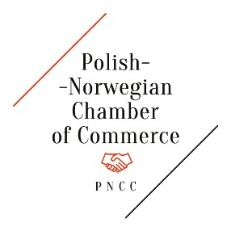 Polish-
-Norwegian
Chamber
of Commerce
PNCC